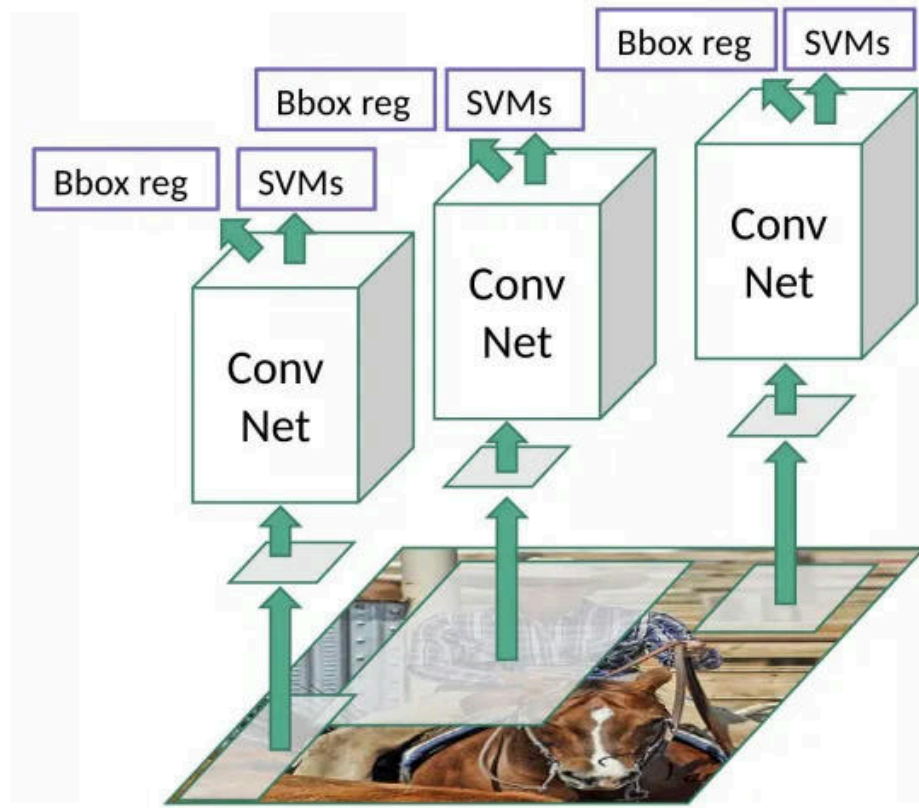 Bbox reg
SVMs
Bbox reg
SVMs
Bbox reg
SVMs
Conv
Net
Conv
Net
Conv
Net